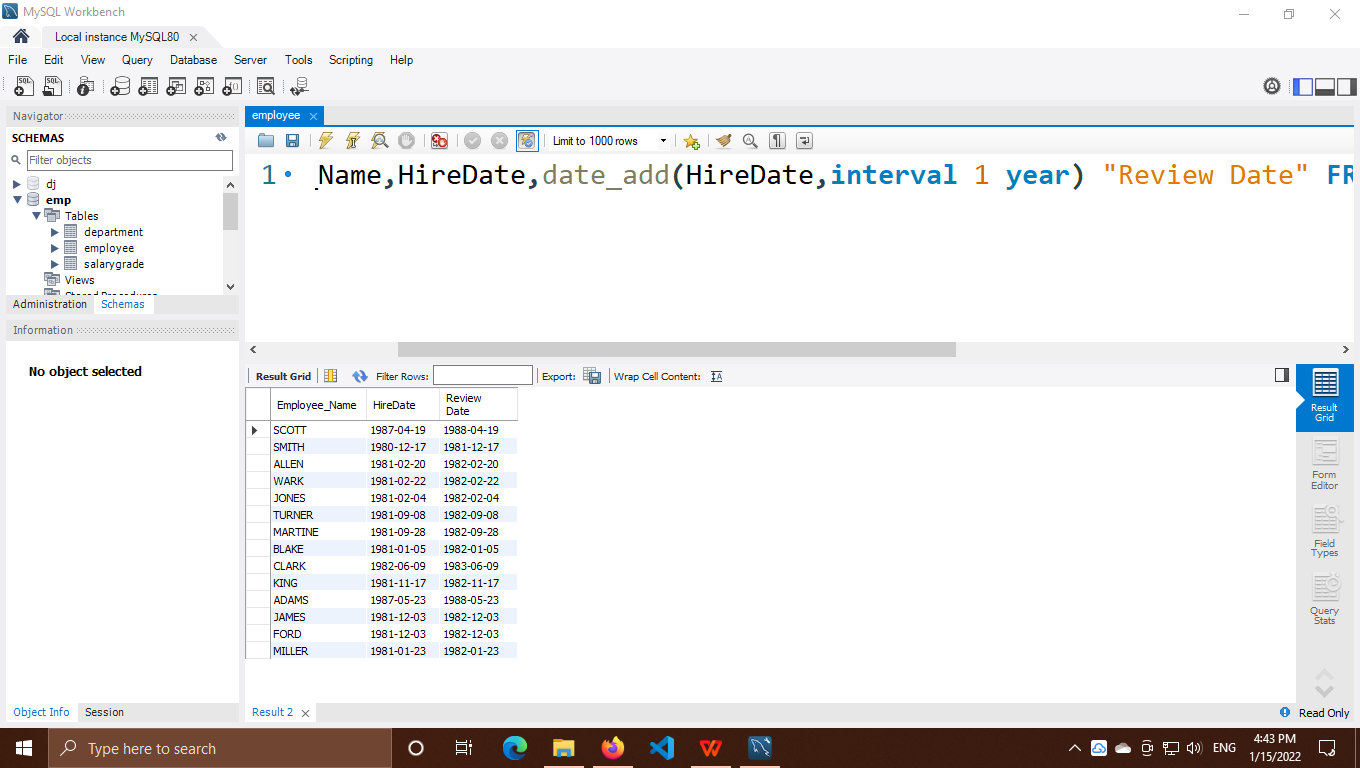 MySQL Workbench
Local instance MySQL80
File Edit View Query Database Server Tools Scripting Help
Navigator
SCHEMAS
Filter objects
dj
emp
Tables
department
employee
salarygrade
Views
Stored Procedures
Administration Schemas
Information
No object selected
Object Info Session
employee
Limit to 1000 rows
1 _Name,HireDate,date_add(HireDate,interval 1 year) "Review Date" FR
Result Grid Filter Rows: Export: Wrap Cell Content: IA
Employee_Name HireDate Review Date
SCOTT 1987-04-19 1988-04-19
SMITH 1980-12-17 1981-12-17
ALLEN 1981-02-20 1982-02-20
WARK 1981-02-22 1982-02-22
JONES 1981-02-04 1982-02-04
TURNER 1981-09-08 1982-09-08
MARTINE 1981-09-28 1982-09-28
BLAKE 1981-01-05 1982-01-05
CLARK 1982-06-09 1983-06-09
KING 1981-11-17 1982-11-17
ADAMS 1987-05-23 1988-05-23
JAMES 1981-12-03 1982-12-03
FORD 1981-12-03 1982-12-03
MILLER 1981-01-23 1982-01-23
Result Grid
Form Editor
Field Types
Query Stats
Result 2
Read Only
Type here to search
ENG
4:43 PM
1/15/2022